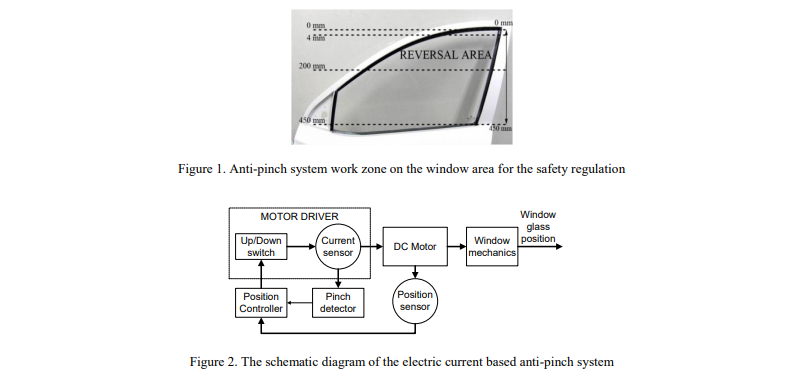 0 mm
0 mm
4 mm
REVERSAL AREA
200 mm
450 mm
450 mm
Figure 1. Anti-pinch system work zone on the window area for the safety regulation
MOTOR DRIVER
Up/Down
switch
Current
sensor
DC Motor
Window
mechanics
Window
glass
position
Position
Controller
Pinch
detector
Position
sensor
Figure 2. The schematic diagram of the electric current based anti-pinch system